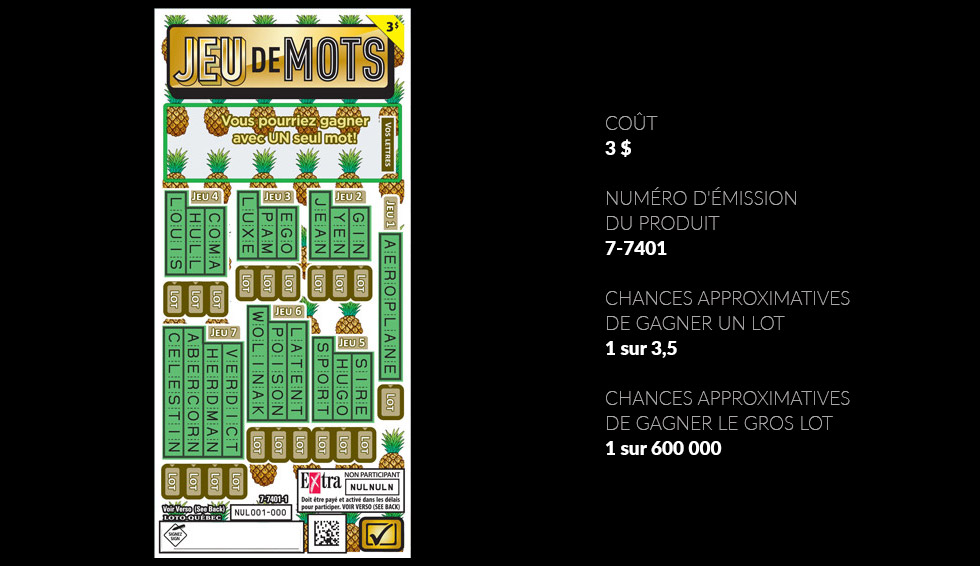 3$
JEU DE MOTS
Vous pourriez gagner
avec UN seul mot!
VOS LETTRES
JEU 4
LOUIS
HULL
COMA
LOT
LOT
LOT
JEU 3
LUXE
PAM
EGO
LOT
LOT
LOT
JEU 2
JEAN
YEN
GIN
LOT
LOT
LOT
JEU 1
AEROPLANE
LOT
JEU 7
CELESTIN
ABERCORN
HERDMAN
VERDICT
LOT
LOT
LOT
LOT
JEU 6
WOLINAK
POISON
LATENT
LOT
LOT
LOT
JEU 5
SPORT
HUGO
SIRE
LOT
LOT
LOT
Extra
NON PARTICIPANT
NULNULN
Doit être payé et activé dans les délais
pour participer. VOIR VERSO (SEE BACK)
7-7401-1
Voir Verso (See Back)
LOTO-QUÉBEC
NUL001-000
SIGNEZ
SIGN
COÛT
3 $
NUMÉRO D'ÉMISSION
DU PRODUIT
7-7401
CHANCES APPROXIMATIVES
DE GAGNER UN LOT
1 sur 3,5
CHANCES APPROXIMATIVES
DE GAGNER LE GROS LOT
1 sur 600 000